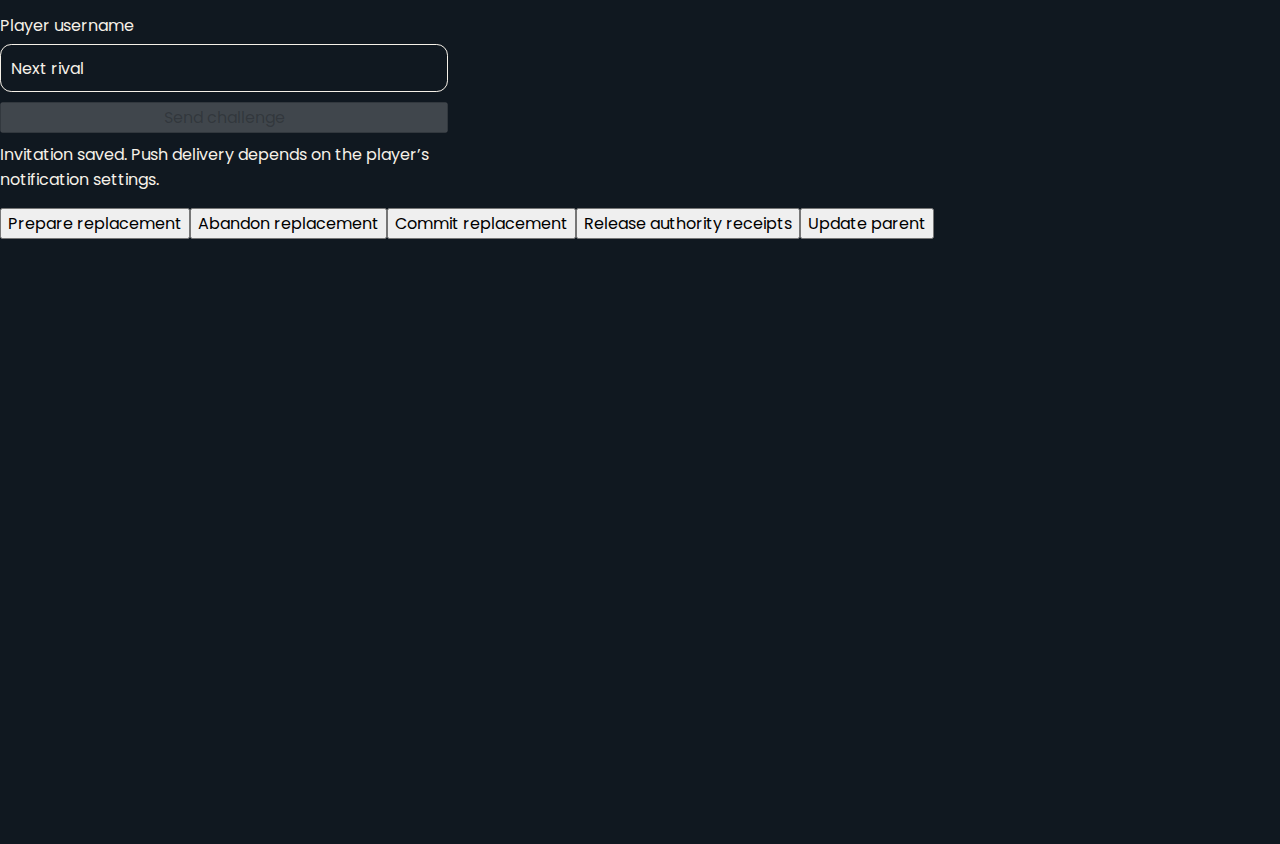 Player username
Next rival
Send challenge
Invitation saved. Push delivery depends on the player’s
notification settings.
Prepare replacement Abandon replacement Commit replacement Release authority receipts Update parent